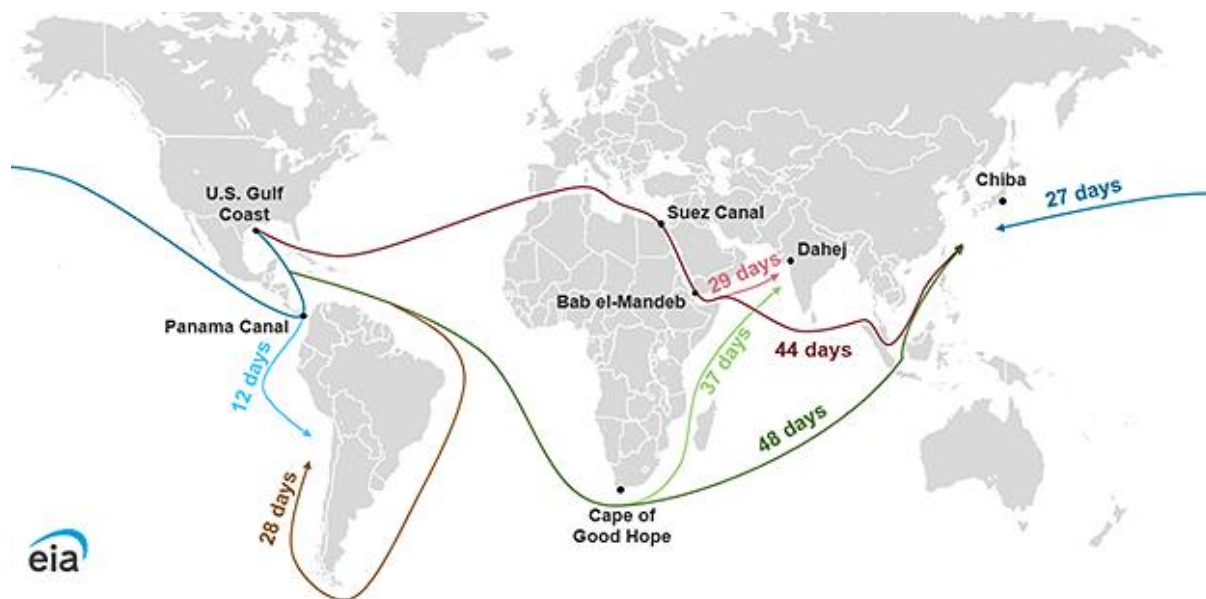 U.S. Gulf
Coast
Chiba
27 days
Suez Canal
Dahej
29 days
Bab el-Mandeb
Panama Canal
44 days
12 days
37 days
48 days
28 days
Cape of
Good Hope
eia